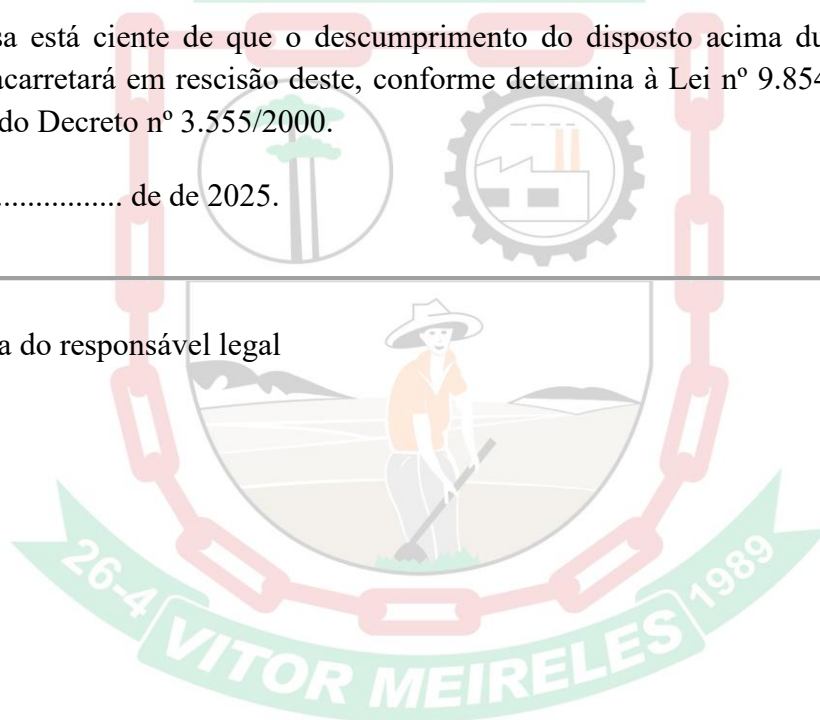 sa está ciente de que o descumprimento do disposto acima du
acarretará em rescisão deste, conforme determina à Lei nº 9.854
do Decreto nº 3.555/2000.
................ de de 2025.
a do responsável legal
26-4 VITOR MEIRELES 1989